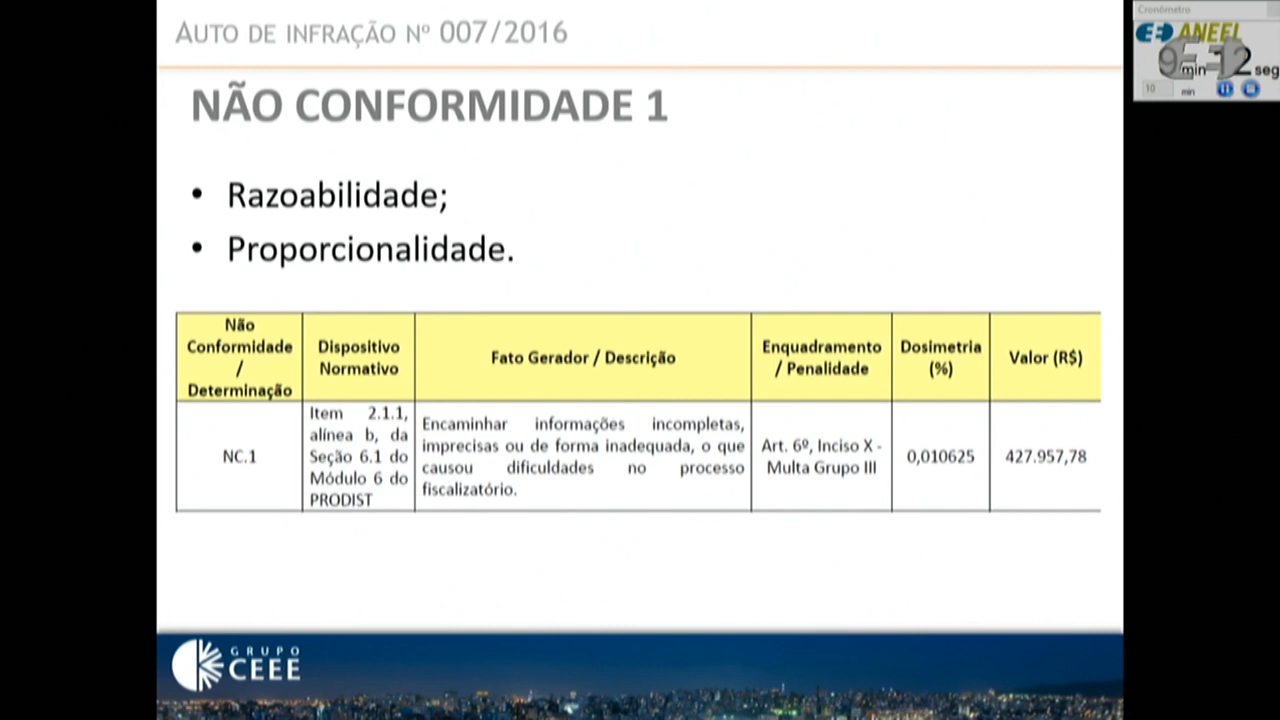 AUTO DE INFRAÇÃO Nº 007/2016
NÃO CONFORMIDADE 1
• Razoabilidade;
• Proporcionalidade.
Não
Conformidade
/
Determinação
Dispositivo
Normativo
Fato Gerador / Descrição
Enquadramento
/ Penalidade
Dosimetria
(%)
Valor (R$)
NC.1
Item 2.1.1,
alínea b, da
Seção 6.1 do
Módulo 6 do
PRODIST
Encaminhar informações incompletas,
imprecisas ou de forma inadequada, o que
causou dificuldades no processo
fiscalizatório.
Art. 6º, Inciso X -
Multa Grupo III
0,010625
427.957,78
GRUPO
CEEE
Cronômetro
ANEEL
min seg
10 min